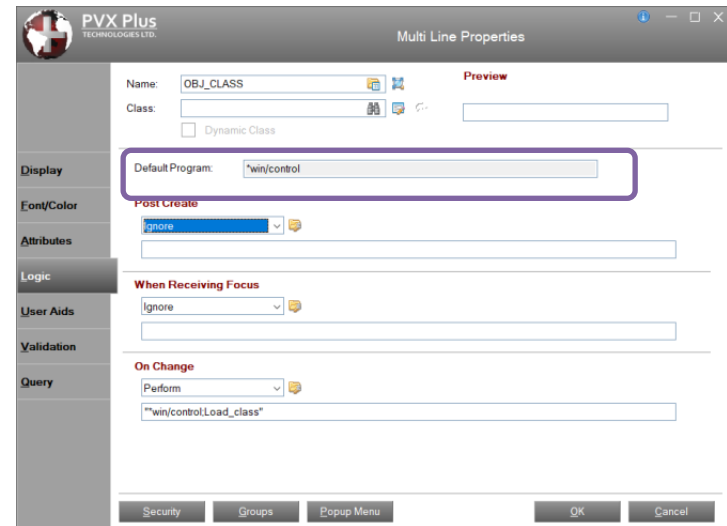 PVX Plus
TECHNOLOGIES LTD.
Multi Line Properties
Name: OBJ_CLASS
Preview
Class:
Dynamic Class
Display
Default Program: *win/control
Font/Color
Post Create
Ignore
Attributes
Logic
When Receiving Focus
Ignore
User Aids
Validation
On Change
Query
Perform
"*win/control;Load_class"
Security Groups Popup Menu OK Cancel